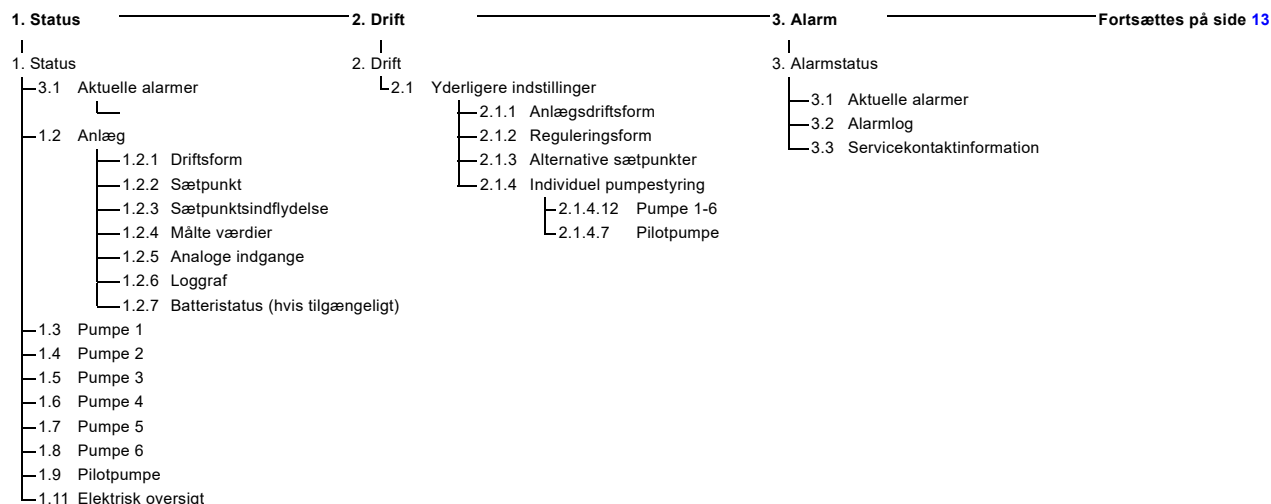 1. Status
2. Drift
3. Alarm
Fortsættes på side 13
1. Status
3.1 Aktuelle alarmer
1.2 Anlæg
1.2.1 Driftsform
1.2.2 Sætpunkt
1.2.3 Sætpunktsindflydelse
1.2.4 Målte værdier
1.2.5 Analoge indgange
1.2.6 Loggraf
1.2.7 Batteristatus (hvis tilgængeligt)
1.3 Pumpe 1
1.4 Pumpe 2
1.5 Pumpe 3
1.6 Pumpe 4
1.7 Pumpe 5
1.8 Pumpe 6
1.9 Pilotpumpe
1.11 Elektrisk oversigt
2. Drift
2.1 Yderligere indstillinger
2.1.1 Anlægsdriftsform
2.1.2 Reguleringsform
2.1.3 Alternative sætpunkter
2.1.4 Individuel pumpestyring
2.1.4.12 Pumpe 1-6
2.1.4.7 Pilotpumpe
3. Alarmstatus
3.1 Aktuelle alarmer
3.2 Alarmlog
3.3 Servicekontaktinformation